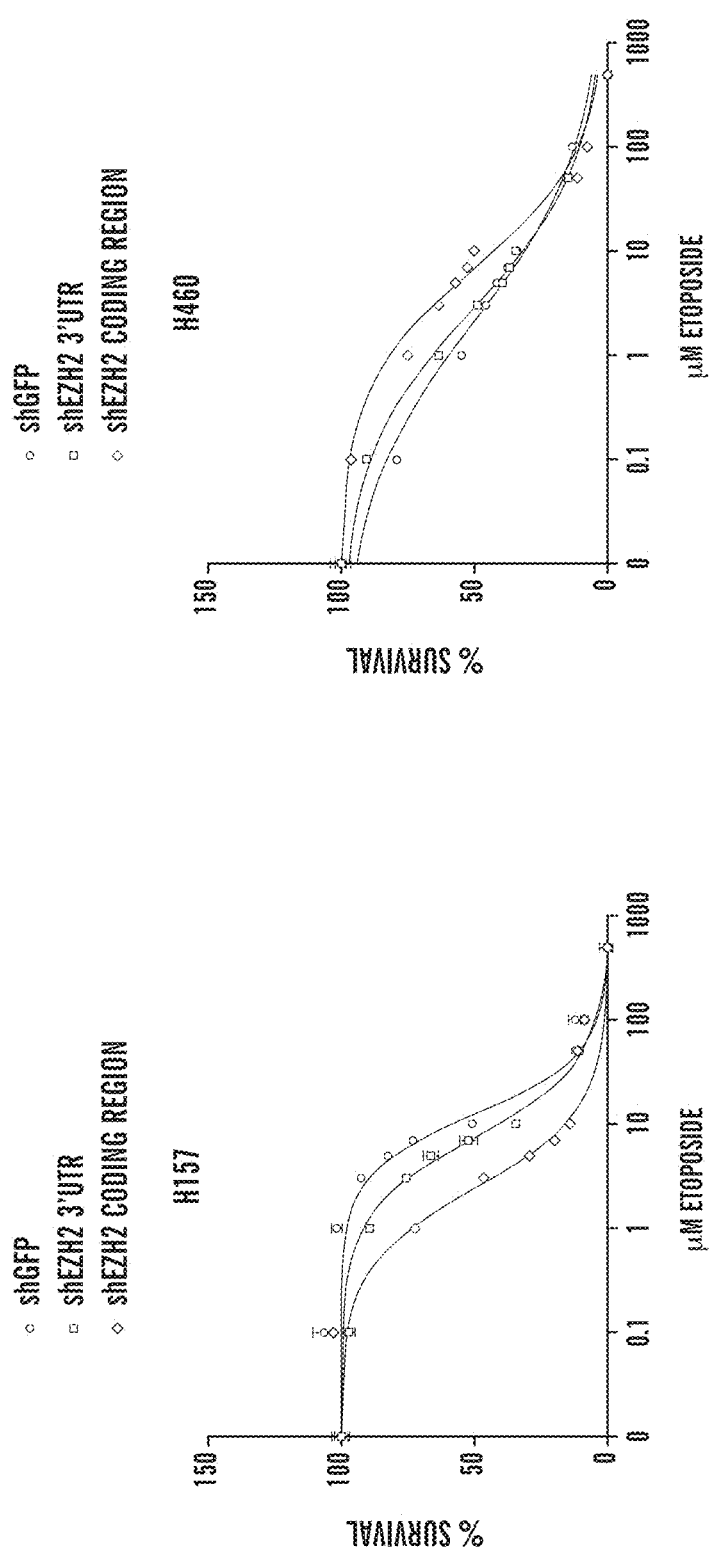 shGFP
shEZH2 3'UTR
shEZH2 CODING REGION
H157
% SURVIVAL
150
100
50
0
0
0.1
1
10
100
1000
µM ETOPOSIDE
shGFP
shEZH2 3'UTR
shEZH2 CODING REGION
H460
% SURVIVAL
150
100
50
0
0
0.1
1
10
100
1000
µM ETOPOSIDE